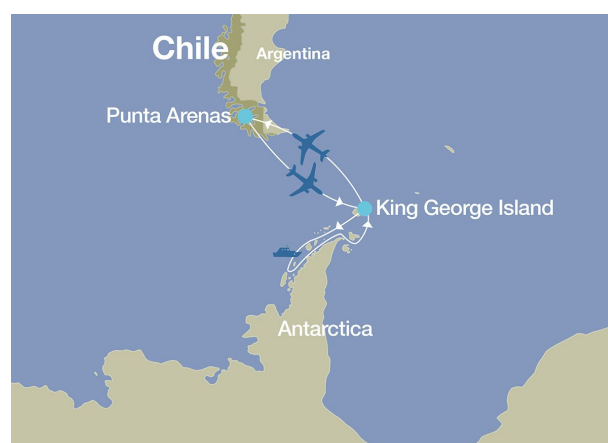 Chile
Argentina
Punta Arenas
King George Island
Antarctica